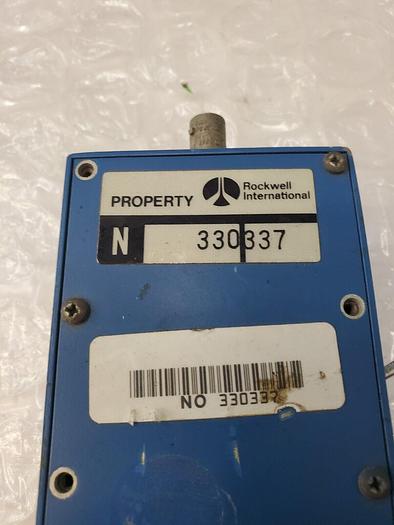 PROPERTY Rockwell International
N 330337
NO 330337